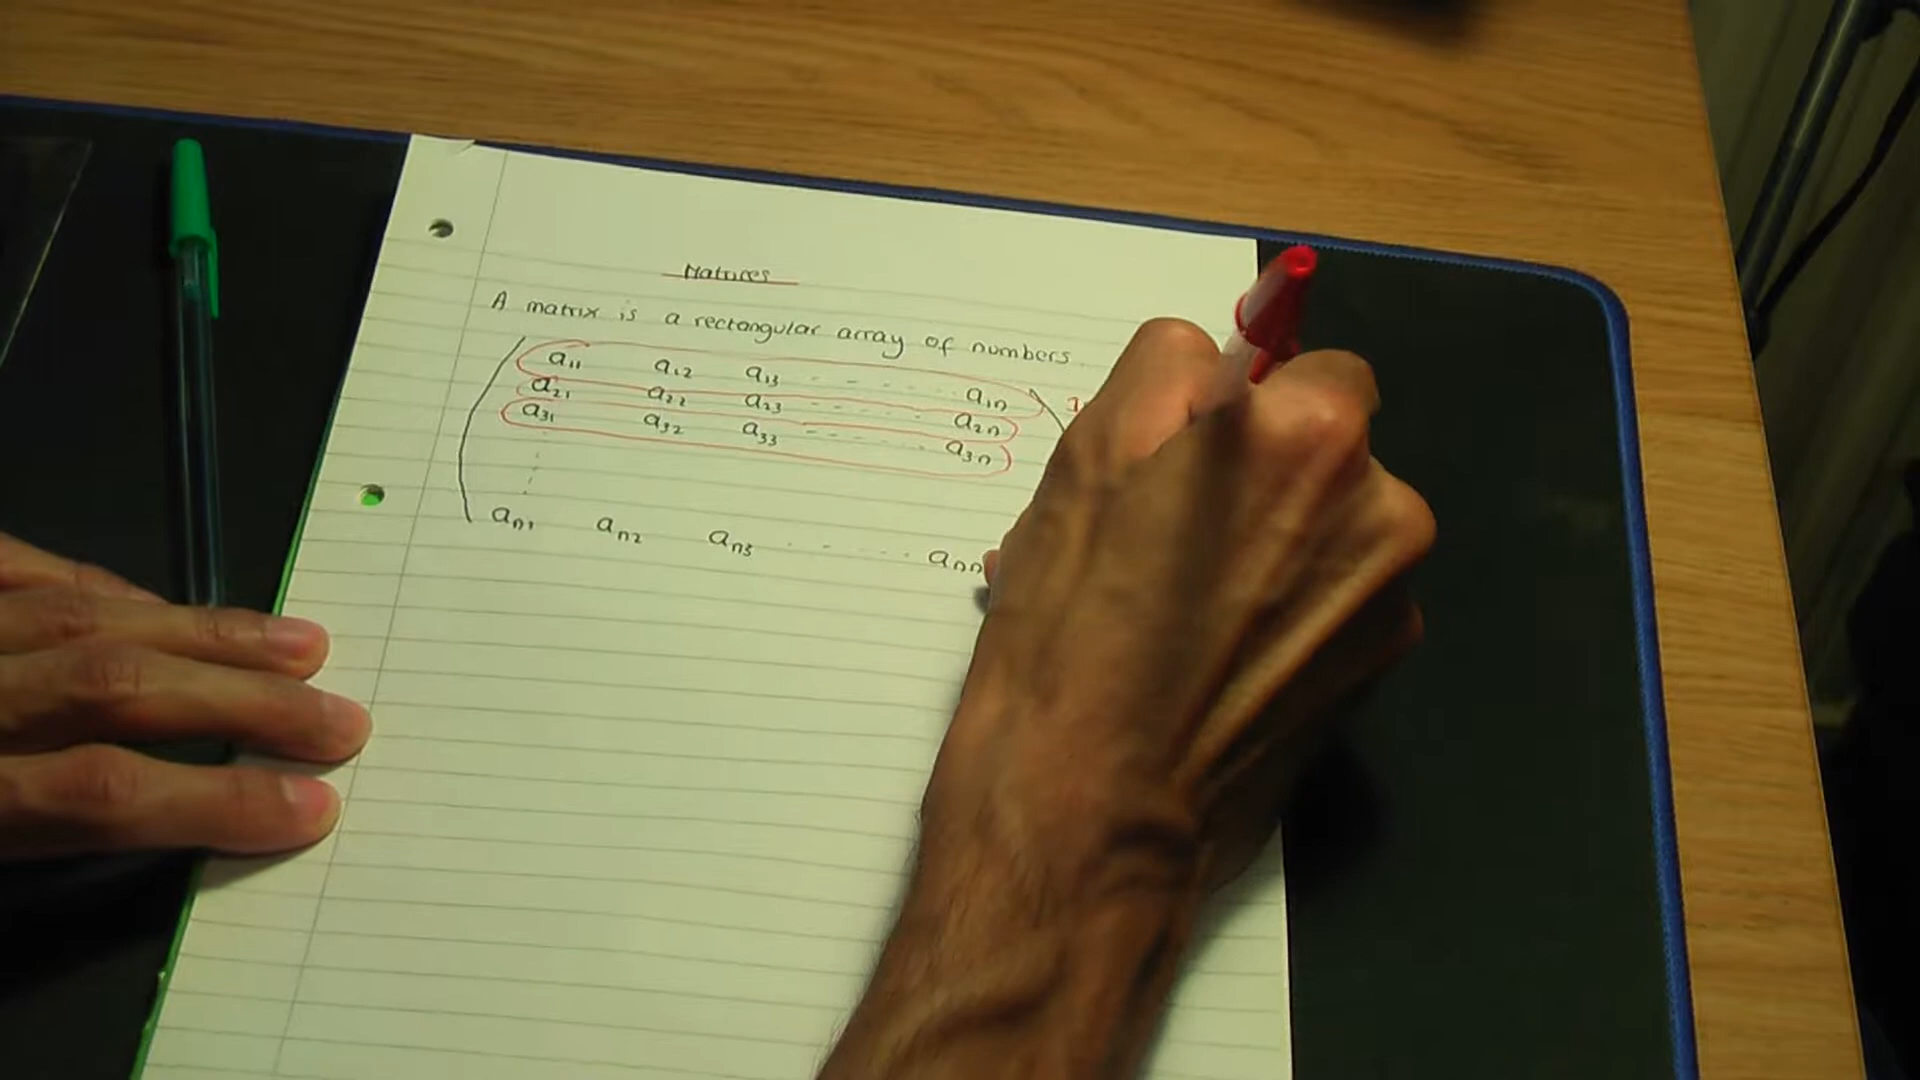 Matrices
A matrix is a rectangular array of numbers
a₁₁ a₁₂ a₁₃ - - - - - a₁ₙ
a₂₁ a₂₂ a₂₃ - - - - - - a₂ₙ
a₃₁ a₃₂ a₃₃ - - - - - - - a₃ₙ
aₙ₁ aₙ₂ aₙ₃ - - - - - aₙₙ